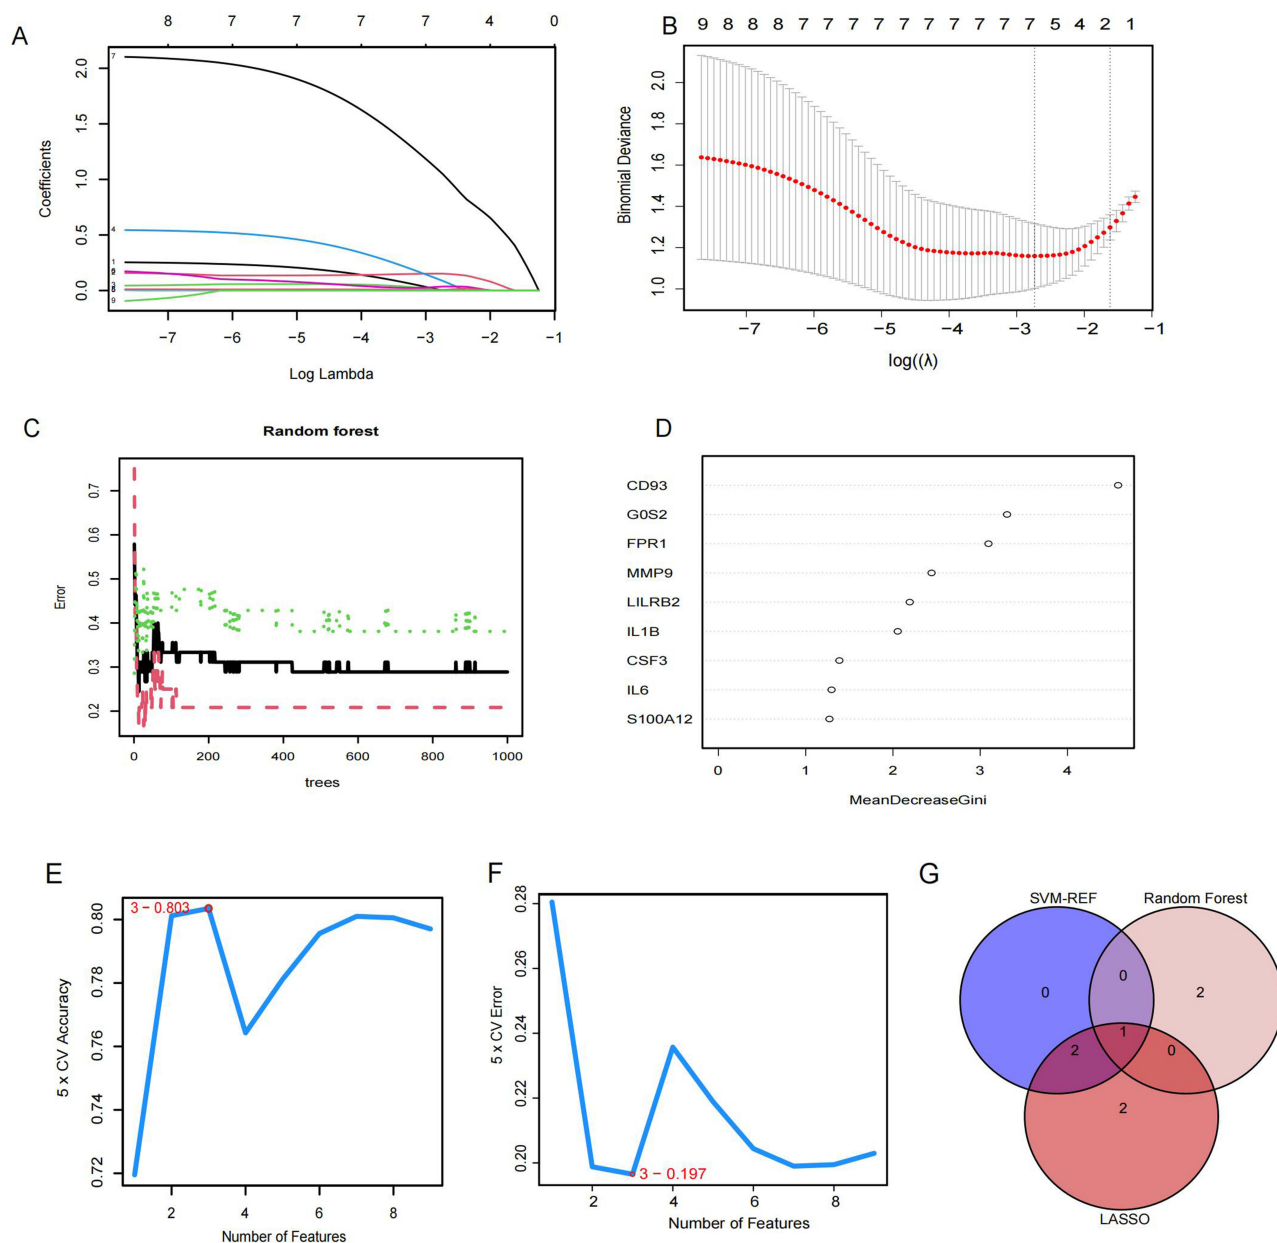 A
8 7 7 7 7 4 0
Coefficients
2.0
1.5
1.0
0.5
0.0
7
4
1
9
−7 −6 −5 −4 −3 −2 −1
Log Lambda
B
9 8 8 8 7 7 7 7 7 7 7 7 7 5 4 2 1
Binomial Deviance
2.0
1.8
1.6
1.4
1.2
1.0
−7 −6 −5 −4 −3 −2 −1
log((λ)
C
Random forest
Error
0.7
0.6
0.5
0.4
0.3
0.2
0 200 400 600 800 1000
trees
D
CD93
G0S2
FPR1
MMP9
LILRB2
IL1B
CSF3
IL6
S100A12
0 1 2 3 4
MeanDecreaseGini
E
3 − 0.803
5 x CV Accuracy
0.80
0.78
0.76
0.74
0.72
2 4 6 8
Number of Features
F
5 x CV Error
0.28
0.26
0.24
0.22
0.20
3 − 0.197
2 4 6 8
Number of Features
G
SVM-REF
Random Forest
0
0
2
1
2
0
2
LASSO